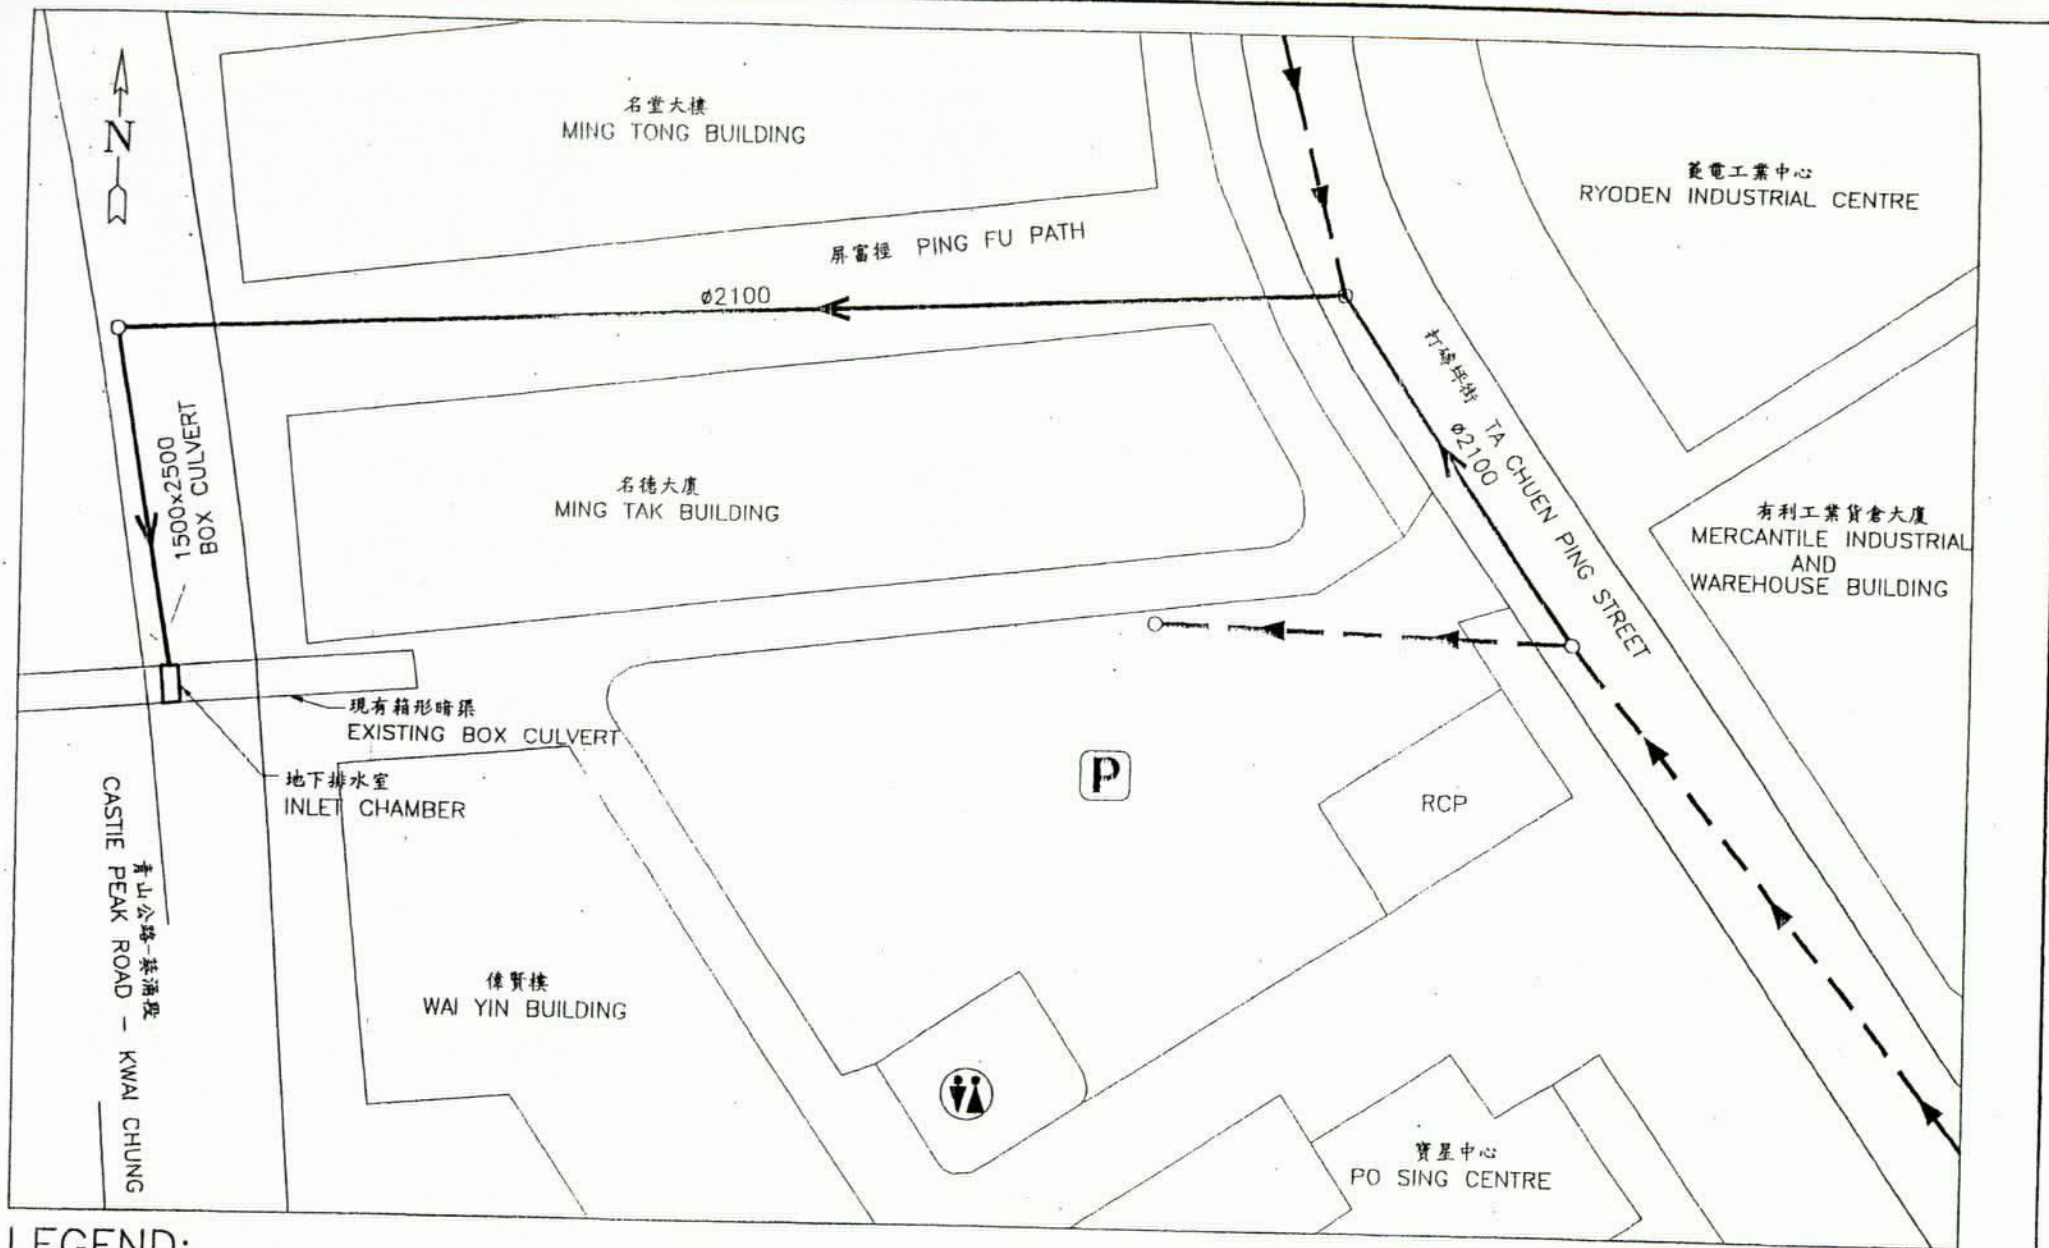 N
名堂大樓
MING TONG BUILDING
菱電工業中心
RYODEN INDUSTRIAL CENTRE
屏富徑 PING FU PATH
ø2100
打磚坪街 TA CHUEN PING STREET
ø2100
1500x2500
BOX CULVERT
名德大廈
MING TAK BUILDING
有利工業貨倉大廈
MERCANTILE INDUSTRIAL
AND
WAREHOUSE BUILDING
現有箱形暗渠
EXISTING BOX CULVERT
地下排水室
INLET CHAMBER
P
RCP
青山公路-葵涌段
CASTIE PEAK ROAD - KWAI CHUNG
偉賢樓
WAI YIN BUILDING
寶星中心
PO SING CENTRE
LEGEND: